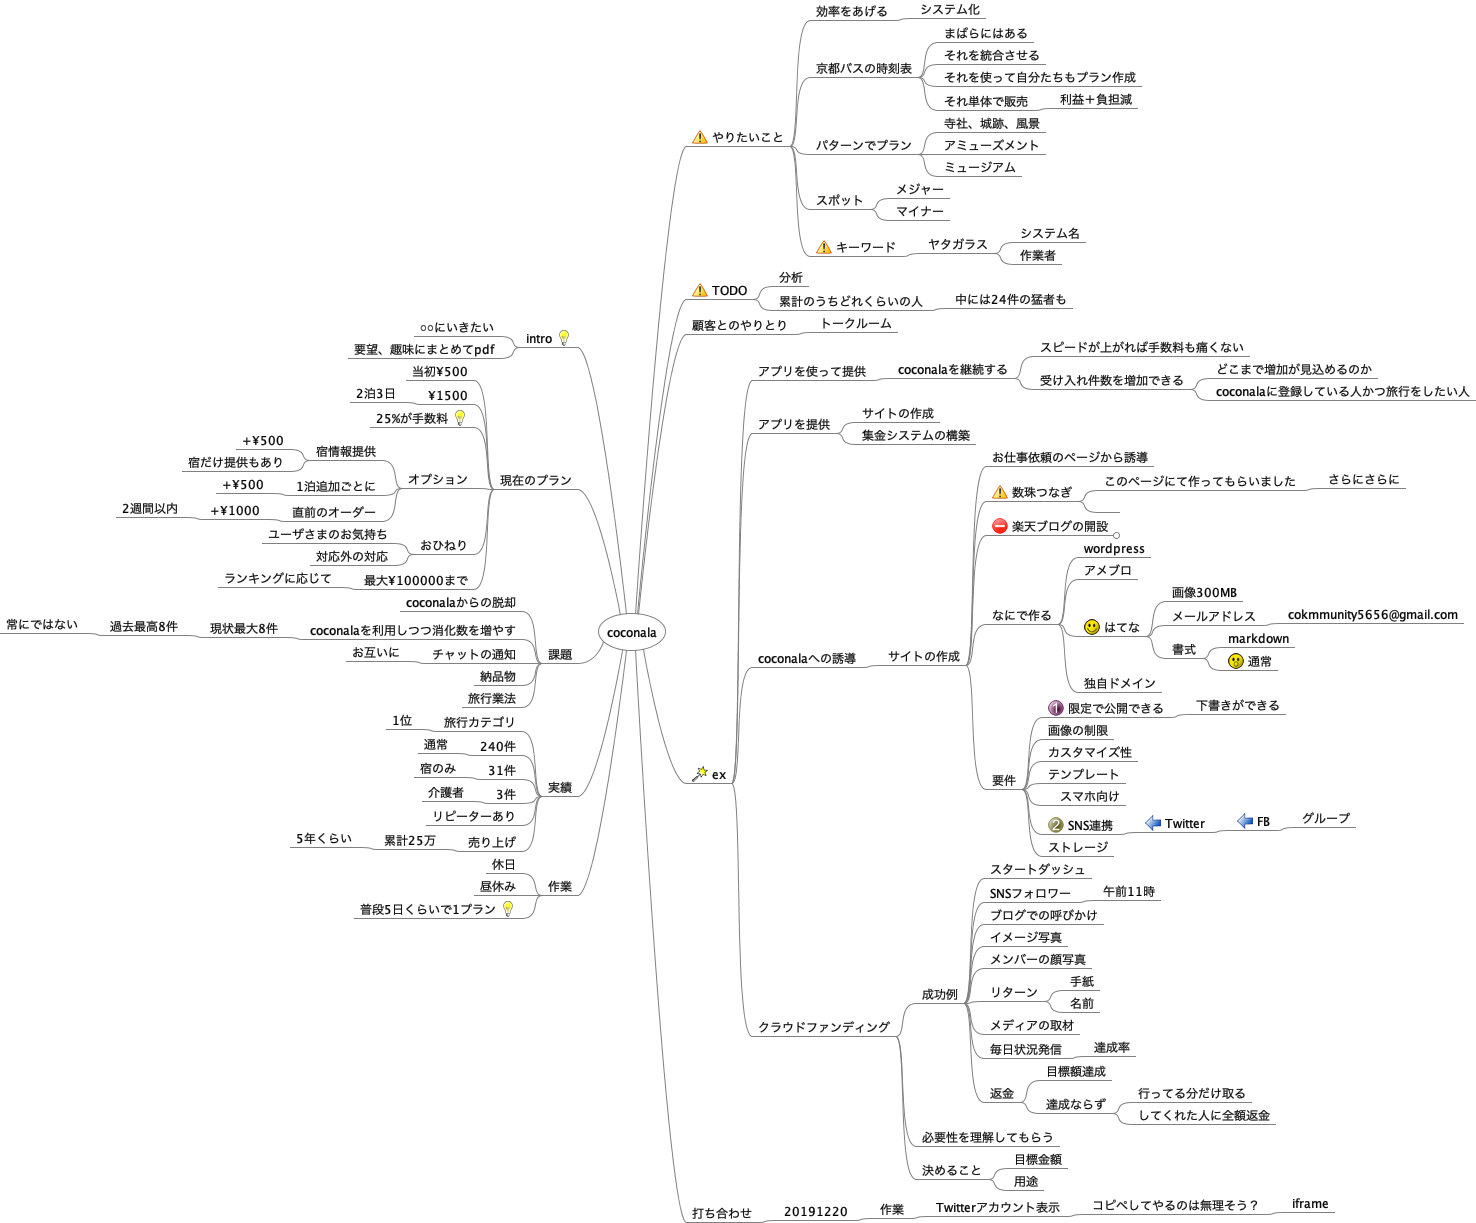 coconala
やりたいこと
効率をあげる
システム化
京都バスの時刻表
まばらにはある
それを統合させる
それを使って自分たちもプラン作成
それ単体で販売
利益＋負担減
パターンでプラン
寺社、城跡、風景
アミューズメント
ミュージアム
スポット
メジャー
マイナー
キーワード
ヤタガラス
システム名
作業者
TODO
分析
累計のうちどれくらいの人
中には24件の猛者も
顧客とのやりとり
トークルーム
ex
アプリを使って提供
coconalaを継続する
スピードが上がれば手数料も痛くない
受け入れ件数を増加できる
どこまで増加が見込めるのか
coconalaに登録している人かつ旅行をしたい人
アプリを提供
サイトの作成
集金システムの構築
coconalaへの誘導
サイトの作成
お仕事依頼のページから誘導
数珠つなぎ
このページにて作ってもらいました
さらにさらに
楽天ブログの開設
なにで作る
wordpress
アメブロ
はてな
画像300MB
メールアドレス
cokmmunity5656@gmail.com
書式
markdown
通常
独自ドメイン
要件
1
限定で公開できる
下書きができる
画像の制限
カスタマイズ性
テンプレート
スマホ向け
2
SNS連携
Twitter
FB
グループ
ストレージ
クラウドファンディング
成功例
スタートダッシュ
SNSフォロワー
午前11時
ブログでの呼びかけ
イメージ写真
メンバーの顔写真
リターン
手紙
名前
メディアの取材
毎日状況発信
達成率
返金
目標額達成
達成ならず
行ってる分だけ取る
してくれた人に全額返金
必要性を理解してもらう
決めること
目標金額
用途
打ち合わせ
20191220
作業
Twitterアカウント表示
コピペしてやるのは無理そう？
iframe
intro
○○にいきたい
要望、趣味にまとめてpdf
現在のプラン
当初¥500
¥1500
2泊3日
25%が手数料
オプション
宿情報提供
+¥500
宿だけ提供もあり
1泊追加ごとに
+¥500
直前のオーダー
+¥1000
2週間以内
おひねり
ユーザさまのお気持ち
対応外の対応
最大¥100000まで
ランキングに応じて
課題
coconalaからの脱却
coconalaを利用しつつ消化数を増やす
現状最大8件
過去最高8件
常にではない
チャットの通知
お互いに
納品物
旅行業法
実績
旅行カテゴリ
1位
240件
通常
31件
宿のみ
3件
介護者
リピーターあり
売り上げ
累計25万
5年くらい
作業
休日
昼休み
普段5日くらいで1プラン